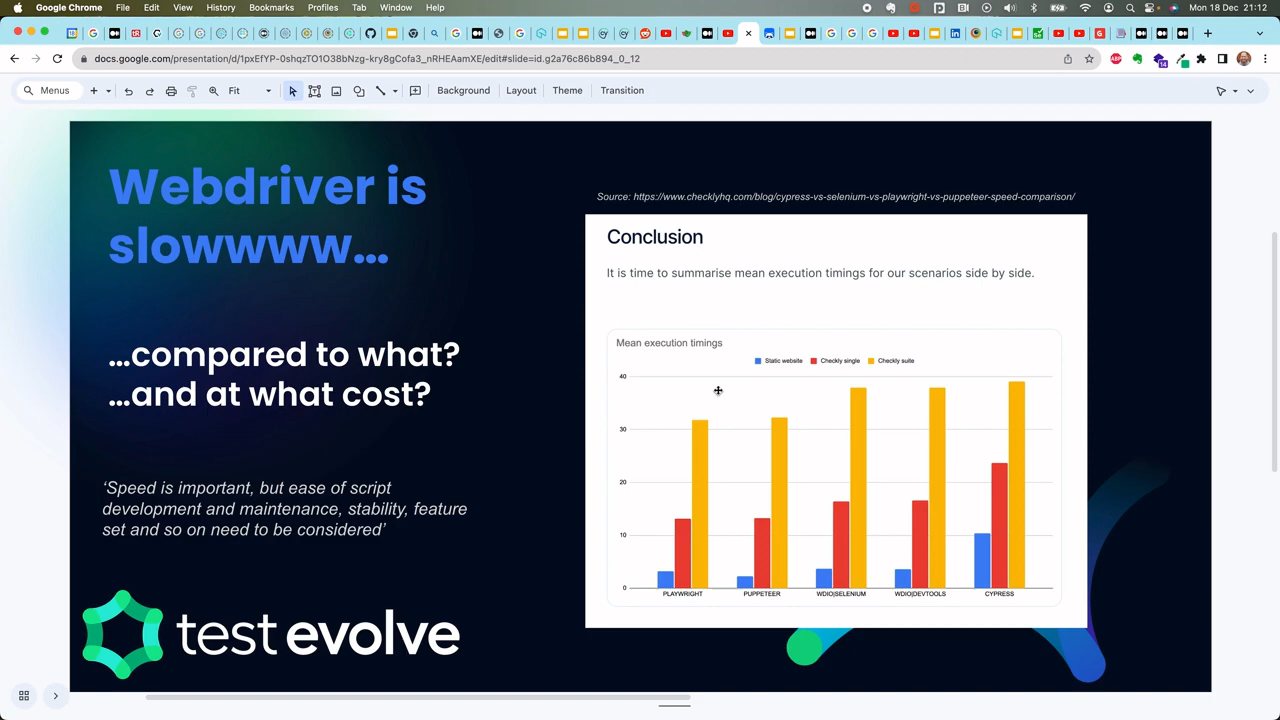 Google Chrome File Edit View History Bookmarks Profiles Tab Window Help
Mon 18 Dec 21:12
docs.google.com/presentation/d/1pxEfYP-0shqzTO1O38bNzg-kry8gCofa3_nRHEAamXE/edit#slide=id.g2a76c86b894_0_12
Menus
Fit
Background
Layout
Theme
Transition
Webdriver is
slowwww...
...compared to what?
...and at what cost?
‘Speed is important, but ease of script
development and maintenance, stability, feature
set and so on need to be considered’
test evolve
Source: https://www.checklyhq.com/blog/cypress-vs-selenium-vs-playwright-vs-puppeteer-speed-comparison/
Conclusion
It is time to summarise mean execution timings for our scenarios side by side.
Mean execution timings
Static website Checkly single Checkly suite
40
30
20
10
0
PLAYWRIGHT PUPPETEER WDIO|SELENIUM WDIO|DEVTOOLS CYPRESS